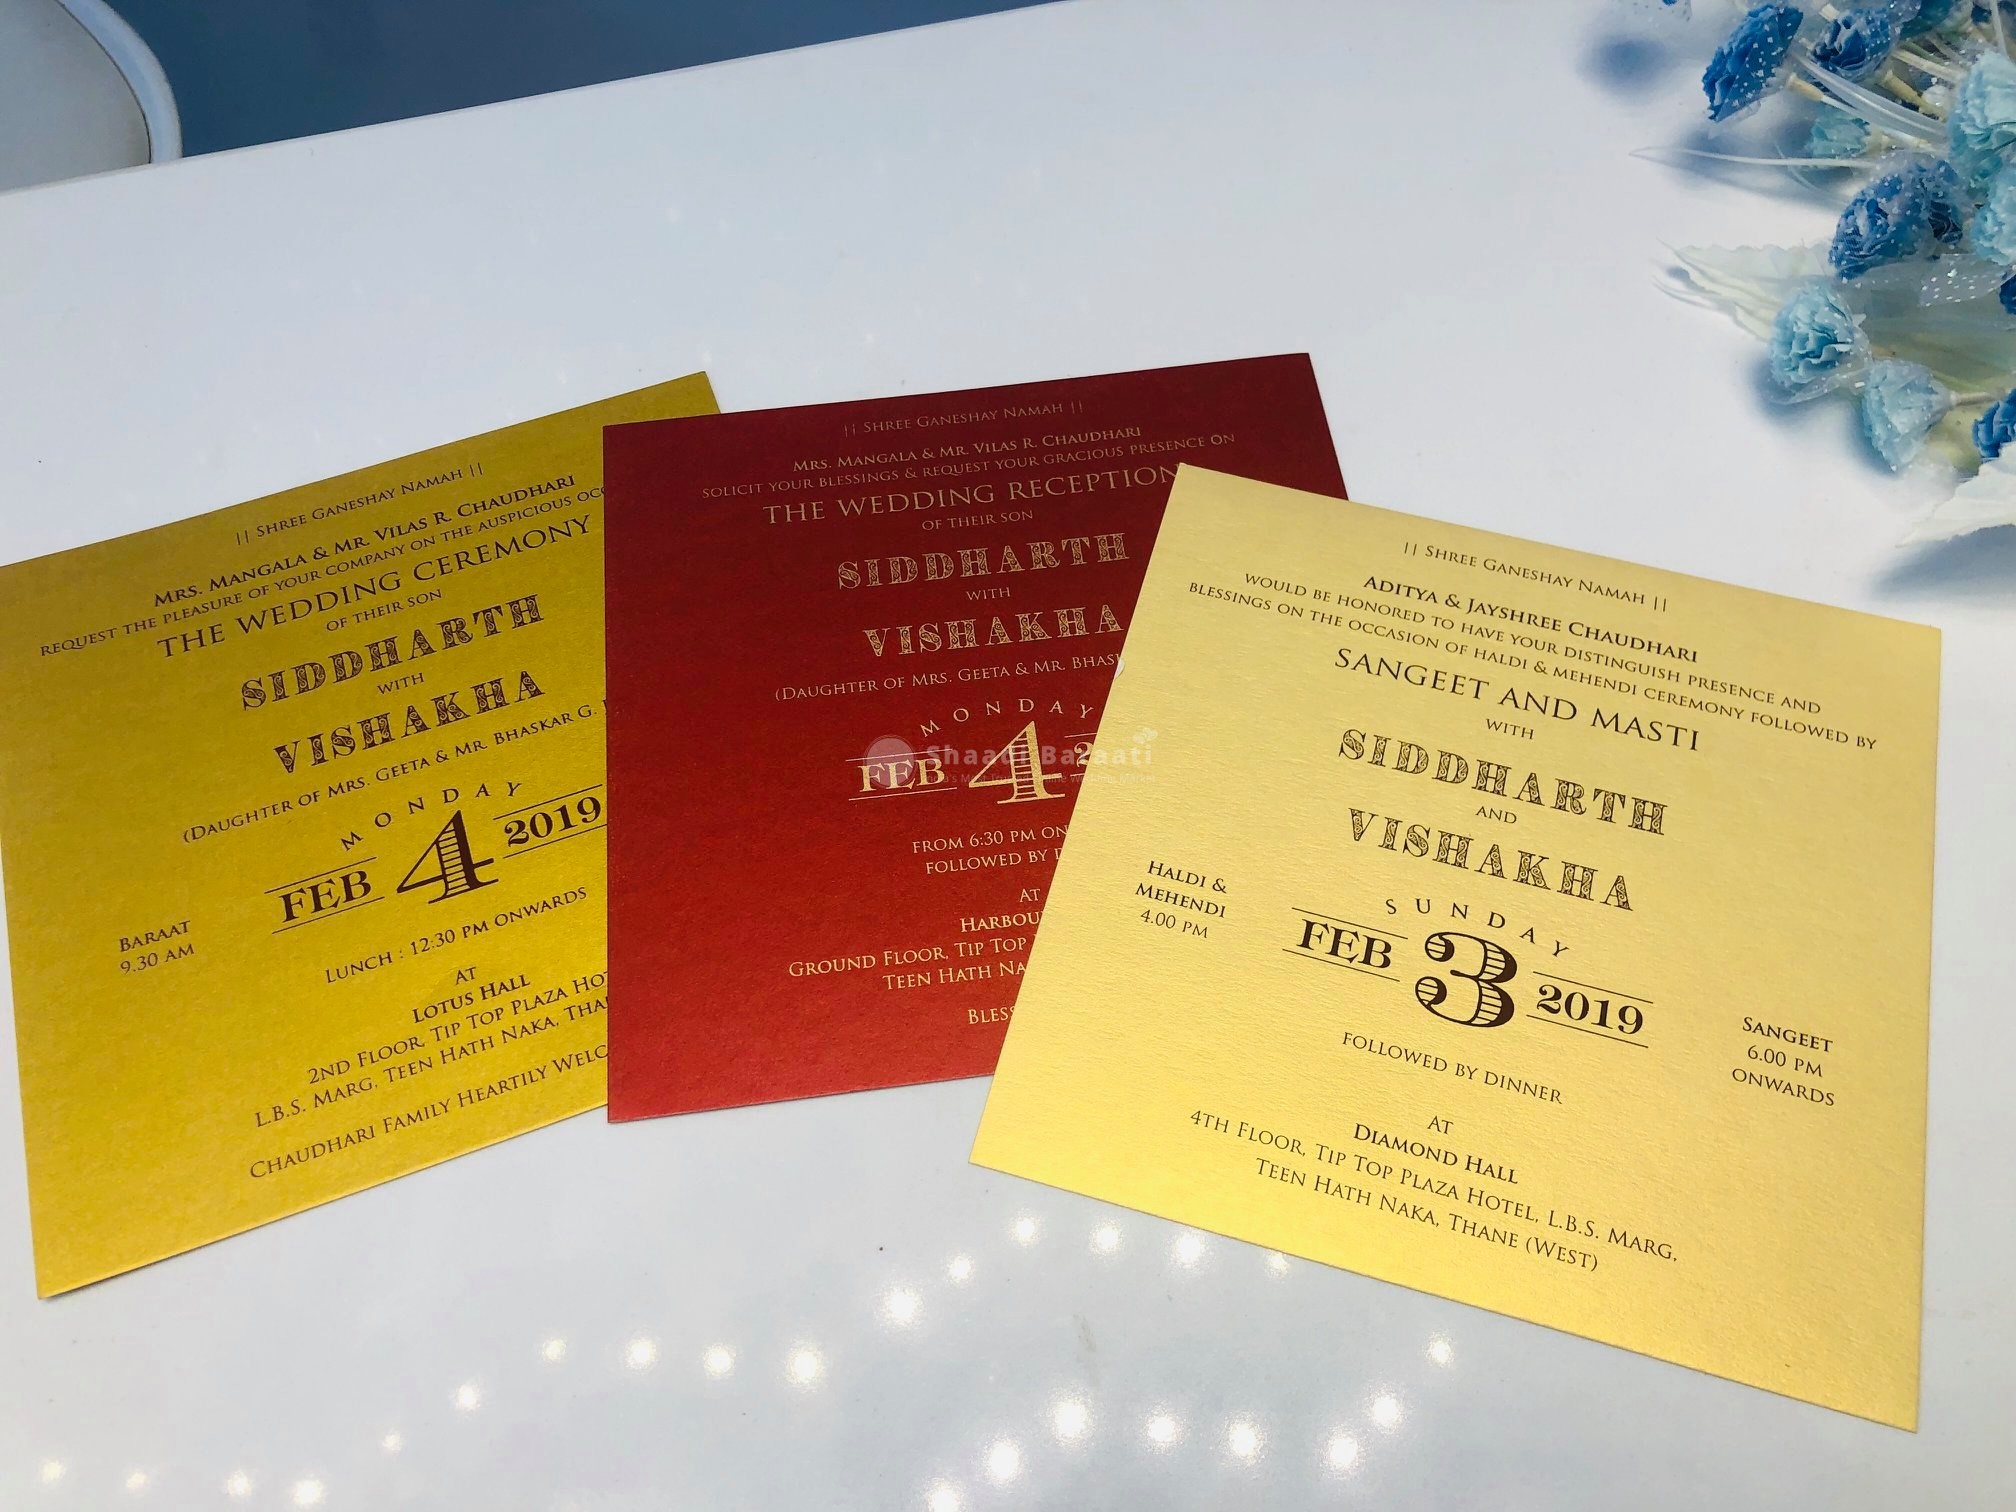 || Shree Ganeshay Namah ||
Mrs. Mangala & Mr. Vilas R. Chaudhari
request the pleasure of your company on the auspicious
The Wedding Ceremony
of their son
SIDDHARTH
with
VISHAKHA
(Daughter of Mrs. Geeta & Mr. Bhaskar G.
MONDAY
FEB 4 2019
Baraat
9.30 am
Lunch : 12:30 pm onwards
at
Lotus Hall
2nd Floor, Tip Top Plaza
L.B.S. Marg, Teen Hath Naka,
Chaudhari Family Heartily
|| Shree Ganeshay Namah ||
Mrs. Mangala & Mr. Vilas R. Chaudhari
solicit your blessings & request your gracious presence on
The Wedding Reception
of their son
SIDDHARTH
with
VISHAKHA
(Daughter of Mrs. Geeta & Mr.
MONDAY
FEB 4
Shaadi Baraati
from 6:30 pm
followed by
at
Ground Floor, Tip Top
Teen Hath
|| Shree Ganeshay Namah ||
Aditya & Jayshree Chaudhari
would be honored to have your distinguish presence and
blessings on the occasion of Haldi & Mehendi ceremony followed by
Sangeet and Masti
with
SIDDHARTH
and
VISHAKHA
SUNDAY
FEB 3 2019
Haldi &
Mehendi
4.00 pm
Sangeet
6.00 pm
onwards
followed by dinner
at
Diamond Hall
4th Floor, Tip Top Plaza Hotel, L.B.S. Marg,
Teen Hath Naka, Thane (West)